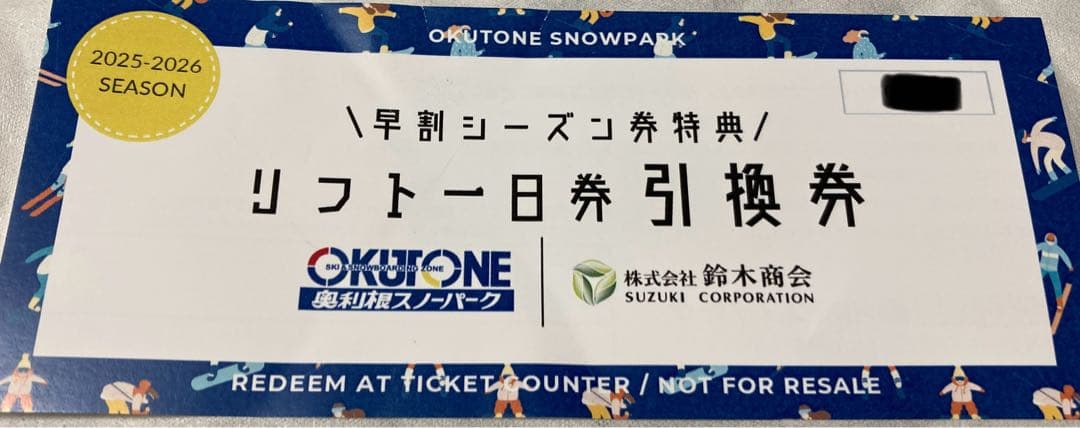 OKUTONE SNOWPARK
2025-2026
SEASON
\早割シーズン券特典/
リフト一日券引換券
OKUTONE
SKI & SNOWBOARDING ZONE
奥利根スノーパーク
株式会社 鈴木商会
SUZUKI CORPORATION
REDEEM AT TICKET COUNTER / NOT FOR RESALE